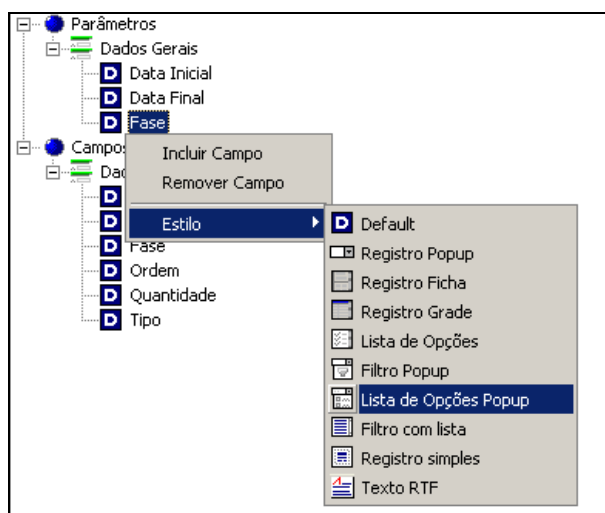 Parâmetros
Dados Gerais
D Data Inicial
D Data Final
D Fase
Campo
Incluir Campo
Dad
Remover Campo
D
D Estilo D Default
D Fase Registro Popup
D Ordem Registro Ficha
D Quantidade Registro Grade
D Tipo Lista de Opções
Filtro Popup
Lista de Opções Popup
Filtro com lista
Registro simples
Texto RTF